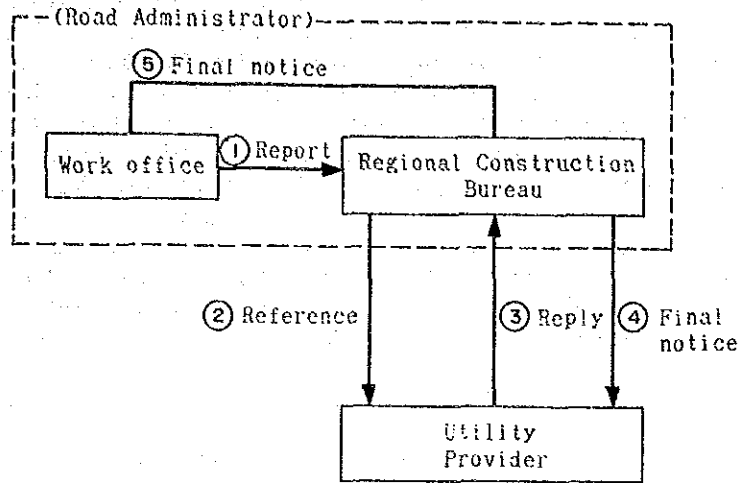 (Road Administrator)
⑤ Final notice
Work office
① Report
Regional Construction
Bureau
② Reference
③ Reply
④ Final
notice
Utility
Provider